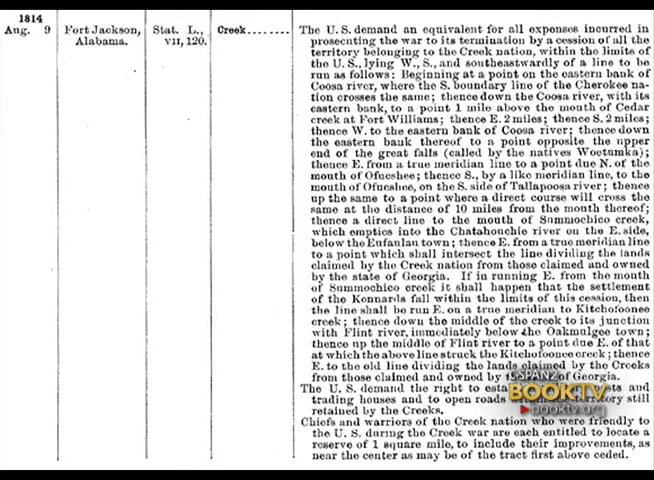 1814
Aug. 9
Fort Jackson,
Alabama.
Stat. L.,
vii, 120.
Creek........
The U. S. demand an equivalent for all expenses incurred in
prosecuting the war to its termination by a cession of all the
territory belonging to the Creek nation, within the limits of
the U. S., lying W., S., and southeastwardly of a line to be
run as follows: Beginning at a point on the eastern bank of
Coosa river, where the S. boundary line of the Cherokee na-
tion crosses the same; thence down the Coosa river, with its
eastern bank, to a point 1 mile above the mouth of Cedar
creek at Fort Williams; thence E. 2 miles; thence S. 2 miles;
thence W. to the eastern bank of Coosa river; thence down
the eastern bank thereof to a point opposite the upper
end of the great falls (called by the natives Woetumka);
thence E. from a true meridian line to a point due N. of the
mouth of Ofucshee; thence S., by a like meridian line, to the
mouth of Ofucshee, on the S. side of Tallapoosa river; thence
up the same to a point where a direct course will cross the
same at the distance of 10 miles from the mouth thereof;
thence a direct line to the mouth of Summochico creek,
which empties into the Chatahouchie river on the E. side,
below the Eufaulau town; thence E. from a true meridian line
to a point which shall intersect the line dividing the lands
claimed by the Creek nation from those claimed and owned
by the state of Georgia. If in running E. from the mouth
of Summochico creek it shall happen that the settlement
of the Kennards fall within the limits of this cession, then
the line shall be run E. on a true meridian to Kitchofoonee
creek; thence down the middle of the creek to its junction
with Flint river, immediately below the Oakmulgee town;
thence up the middle of Flint river to a point due E. of that
at which the above line struck the Kitchofoonee creek; thence
E. to the old line dividing the lands claimed by the Creeks
from those claimed and owned by of Georgia.
The U. S. demand the right to and
trading houses and to open roads still
retained by the Creeks.
Chiefs and warriors of the Creek nation who were friendly to
the U. S. during the Creek war are each entitled to locate a
reserve of 1 square mile, to include their improvements, as
near the center as may be of the tract first above ceded.
C-SPAN2
BOOKTV
booktv.org